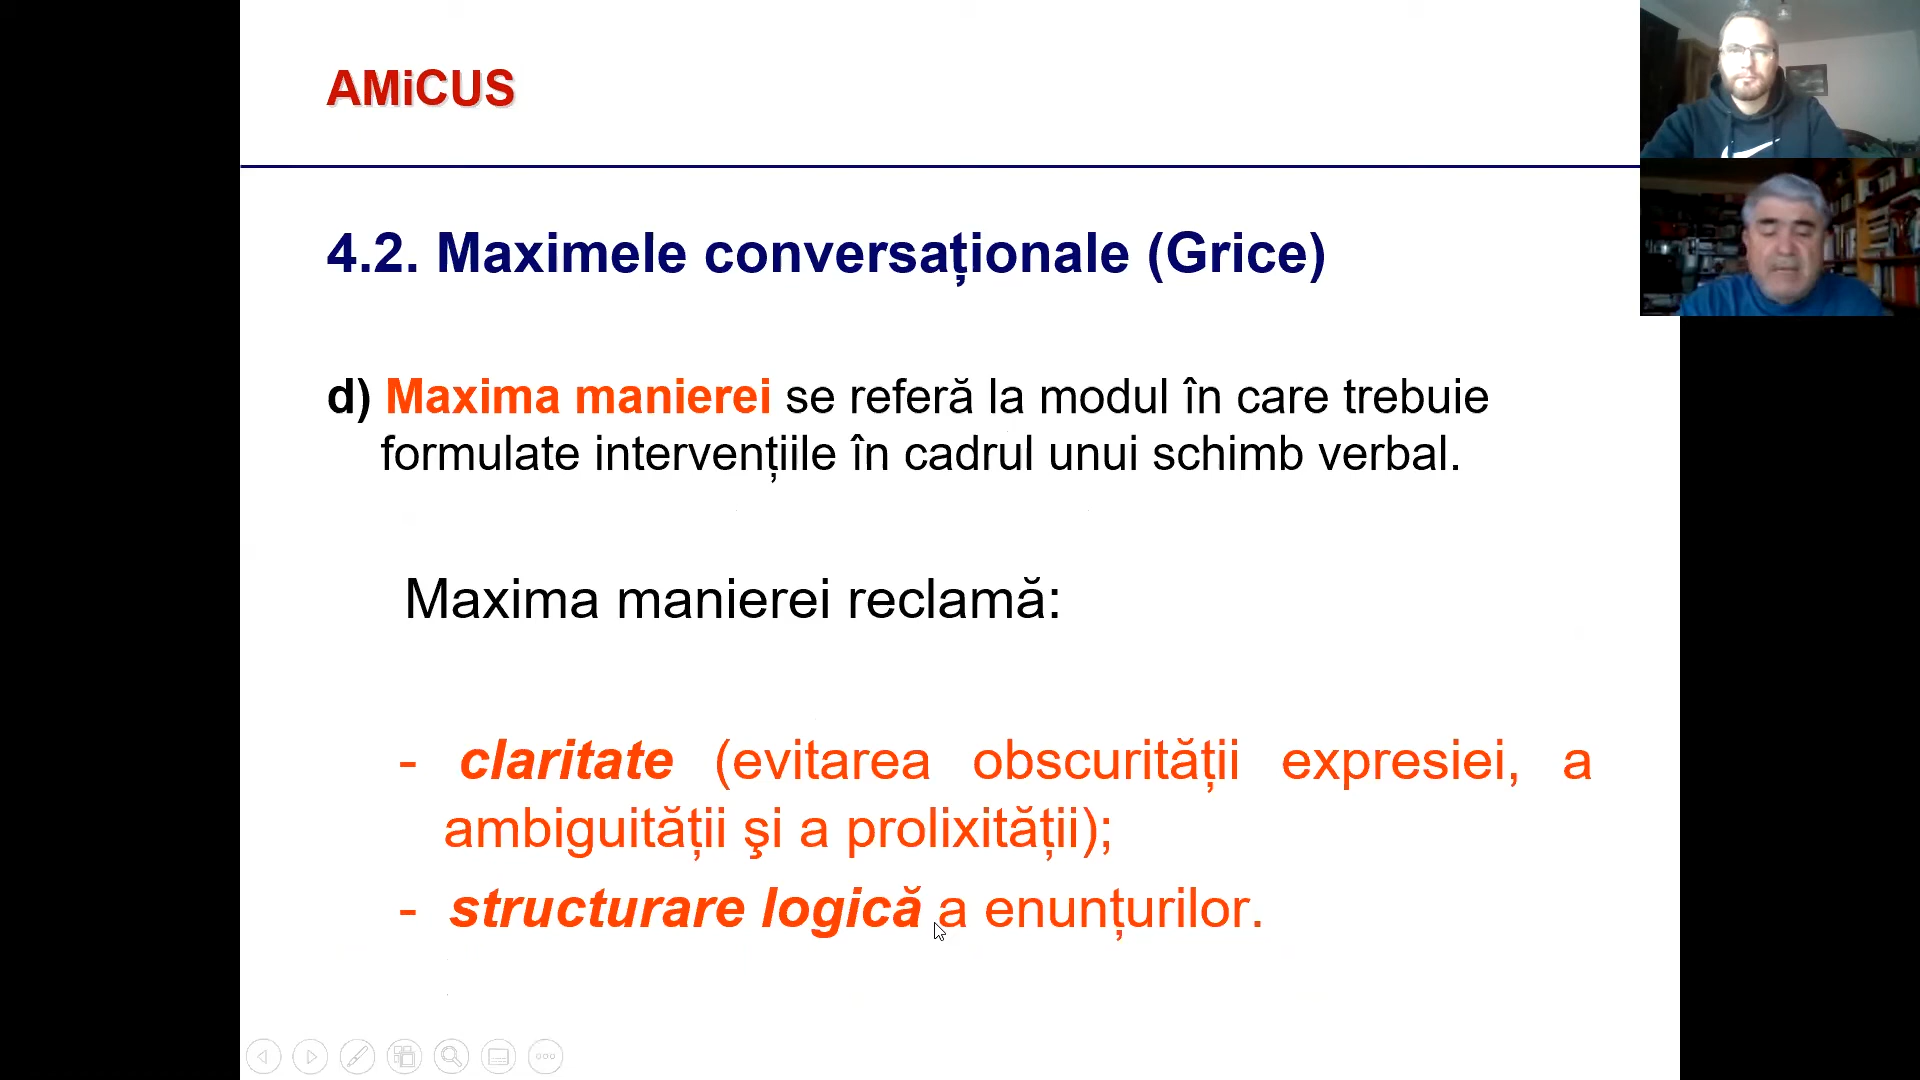 AMiCUS
4.2. Maximele conversaționale (Grice)
d) Maxima manierei se referă la modul în care trebuie
formulate intervențiile în cadrul unui schimb verbal.
Maxima manierei reclamă:
- claritate (evitarea obscurității expresiei, a
ambiguității şi a prolixității);
- structurare logică a enunțurilor.